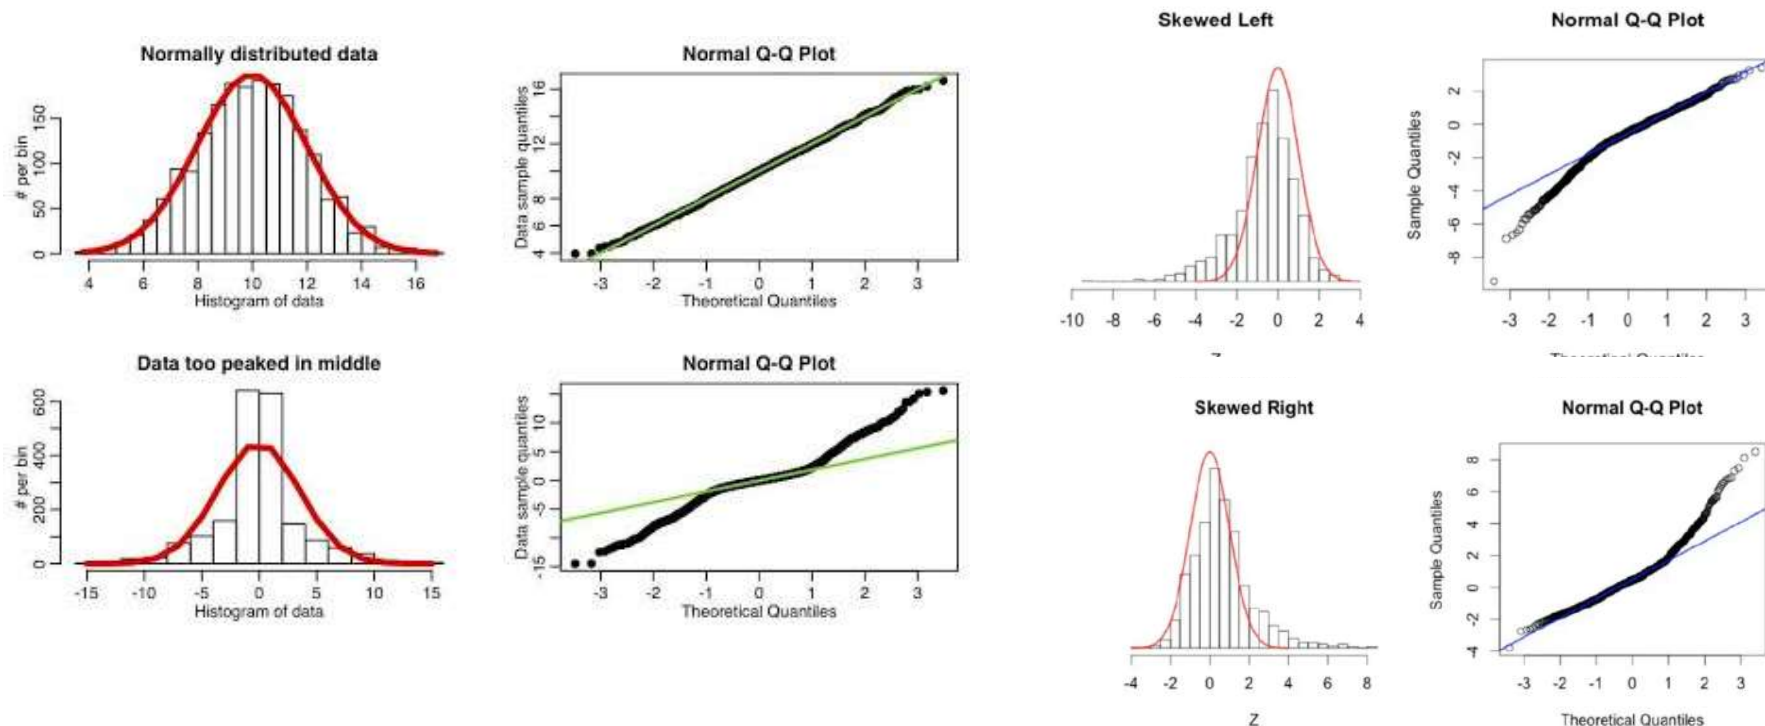 Normally distributed data
# per bin
150
100
50
0
4 6 8 10 12 14 16
Histogram of data
Normal Q-Q Plot
Data sample quantiles
16
12
8
6
4
-3 -2 -1 0 1 2 3
Theoretical Quantiles
Skewed Left
-10 -8 -6 -4 -2 0 2 4
Normal Q-Q Plot
Sample Quantiles
2
0
-2
-4
-6
-8
-3 -2 -1 0 1 2 3
Data too peaked in middle
# per bin
600
400
200
0
-15 -10 -5 0 5 10 15
Histogram of data
Normal Q-Q Plot
Data sample quantiles
10
5
0
-5
-15
-3 -2 -1 0 1 2 3
Theoretical Quantiles
Skewed Right
-4 -2 0 2 4 6 8
Z
Normal Q-Q Plot
Sample Quantiles
8
6
4
2
0
-2
-4
-3 -2 -1 0 1 2 3
Theoretical Quantiles